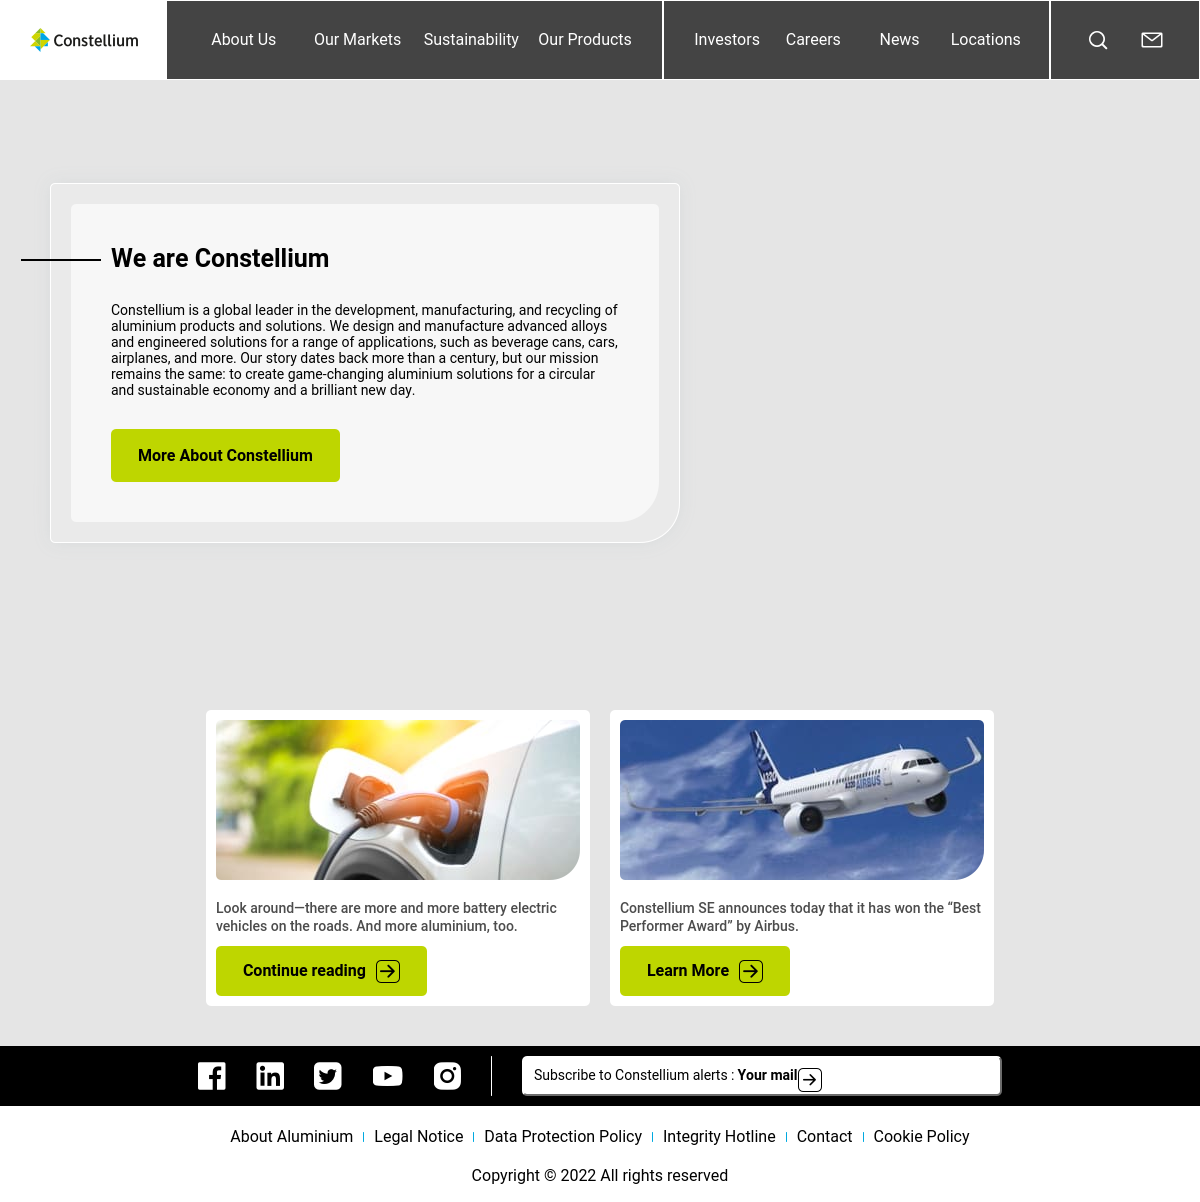 Constellium
About Us
Our Markets
Sustainability
Our Products
Investors
Careers
News
Locations
We are Constellium
Constellium is a global leader in the development, manufacturing, and recycling of
aluminium products and solutions. We design and manufacture advanced alloys
and engineered solutions for a range of applications, such as beverage cans, cars,
airplanes, and more. Our story dates back more than a century, but our mission
remains the same: to create game-changing aluminium solutions for a circular
and sustainable economy and a brilliant new day.
More About Constellium
A320
A320 AIRBUS
Look around—there are more and more battery electric
vehicles on the roads. And more aluminium, too.
Continue reading
Constellium SE announces today that it has won the “Best
Performer Award” by Airbus.
Learn More
Subscribe to Constellium alerts : Your mail
About Aluminium
Legal Notice
Data Protection Policy
Integrity Hotline
Contact
Cookie Policy
Copyright © 2022 All rights reserved